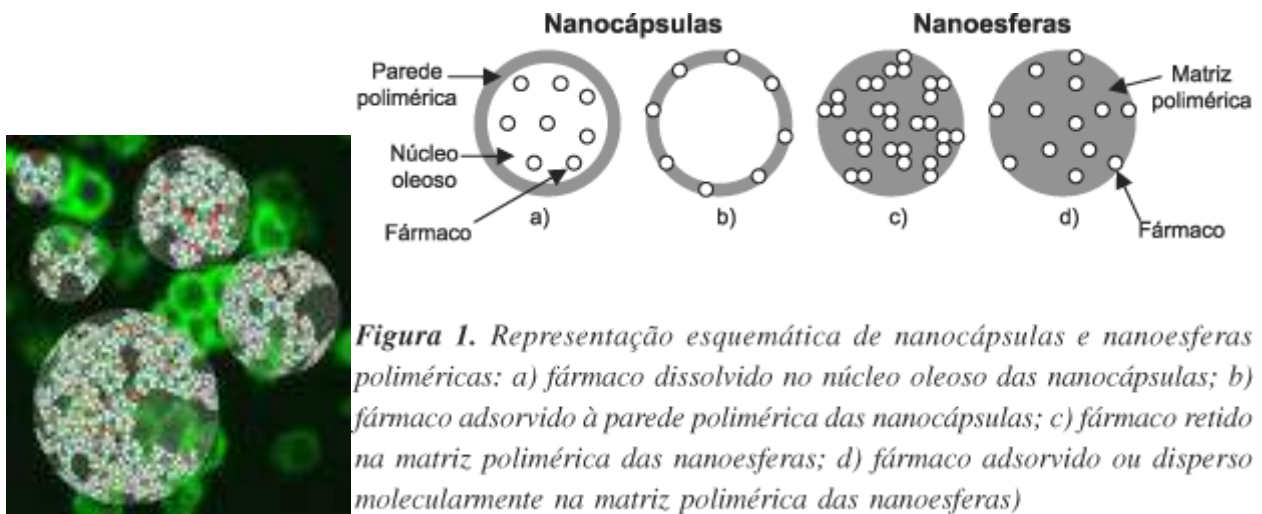 Nanocápsulas
Nanoesferas
Parede
polimérica
Núcleo
oleoso
Fármaco
a)
b)
c)
d)
Matriz
polimérica
Fármaco
Figura 1. Representação esquemática de nanocápsulas e nanoesferas
poliméricas: a) fármaco dissolvido no núcleo oleoso das nanocápsulas; b)
fármaco adsorvido à parede polimérica das nanocápsulas; c) fármaco retido
na matriz polimérica das nanoesferas; d) fármaco adsorvido ou disperso
molecularmente na matriz polimérica das nanoesferas)